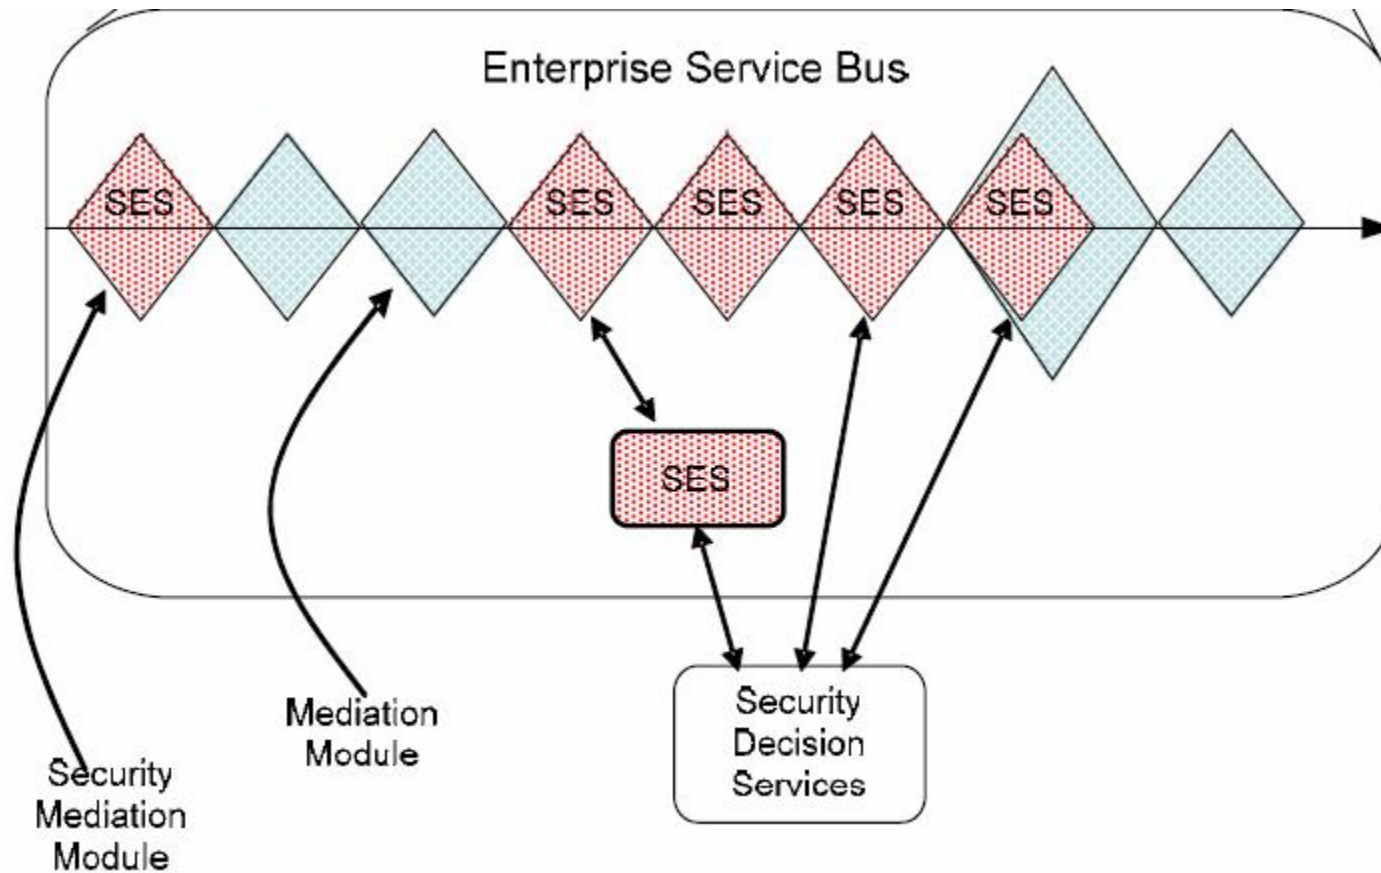 Enterprise Service Bus
SES
SES
SES
SES
SES
SES
Mediation
Module
Security
Decision
Services
Security
Mediation
Module